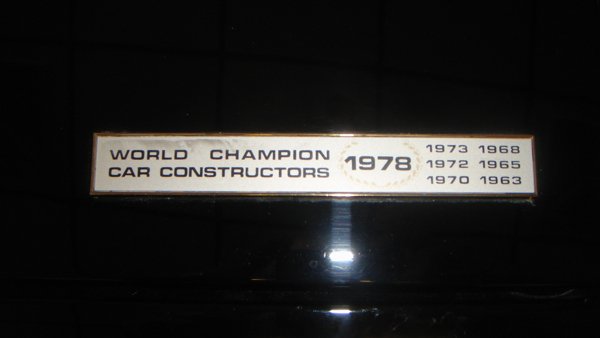 WORLD CHAMPION
CAR CONSTRUCTORS
1978
1973 1968
1972 1965
1970 1963